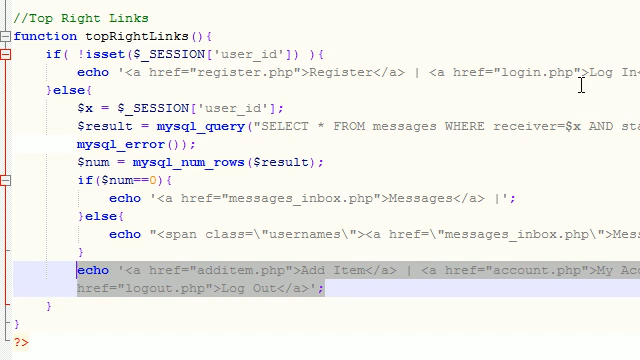 //Top Right Links
function topRightLinks(){
if( !isset($_SESSION['user_id']) ){
echo '<a href="register.php">Register</a> | <a href="login.php">Log In<
}else{
$x = $_SESSION['user_id'];
$result = mysql_query("SELECT * FROM messages WHERE receiver=$x AND sta
mysql_error());
$num = mysql_num_rows($result);
if($num==0){
echo '<a href="messages_inbox.php">Messages</a> |';
}else{
echo "<span class=\"usernames\"><a href=\"messages_inbox.php\">Mes
}
echo '<a href="additem.php">Add Item</a> | <a href="account.php">My Acc
href="logout.php">Log Out</a>';
}
}
?>